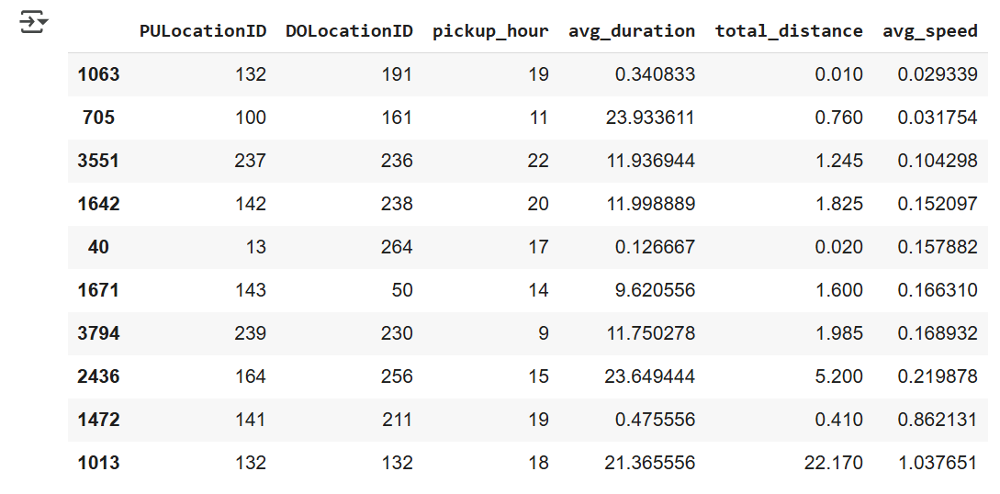 PULocationID DOLocationID pickup_hour avg_duration total_distance avg_speed
1063 132 191 19 0.340833 0.010 0.029339
705 100 161 11 23.933611 0.760 0.031754
3551 237 236 22 11.936944 1.245 0.104298
1642 142 238 20 11.998889 1.825 0.152097
40 13 264 17 0.126667 0.020 0.157882
1671 143 50 14 9.620556 1.600 0.166310
3794 239 230 9 11.750278 1.985 0.168932
2436 164 256 15 23.649444 5.200 0.219878
1472 141 211 19 0.475556 0.410 0.862131
1013 132 132 18 21.365556 22.170 1.037651